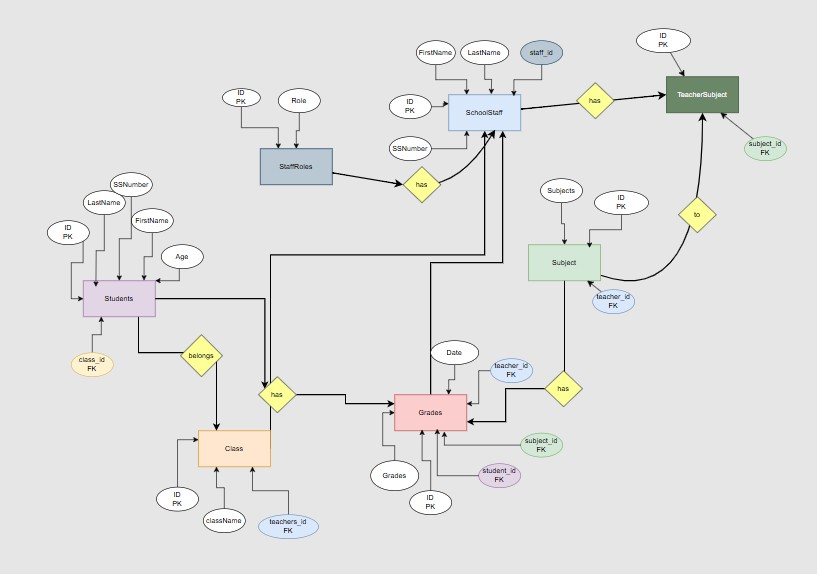 ID
PK
FirstName
LastName
staff_id
TeacherSubject
ID
PK
Role
ID
PK
SchoolStaff
has
SSNumber
subject_id
FK
StaffRoles
has
SSNumber
LastName
FirstName
ID
PK
Age
Subjects
ID
PK
to
Students
Subject
teacher_id
FK
class_id
FK
belongs
Date
teacher_id
FK
has
has
Grades
Class
subject_id
FK
Grades
student_id
FK
ID
PK
ID
PK
className
teachers_id
FK